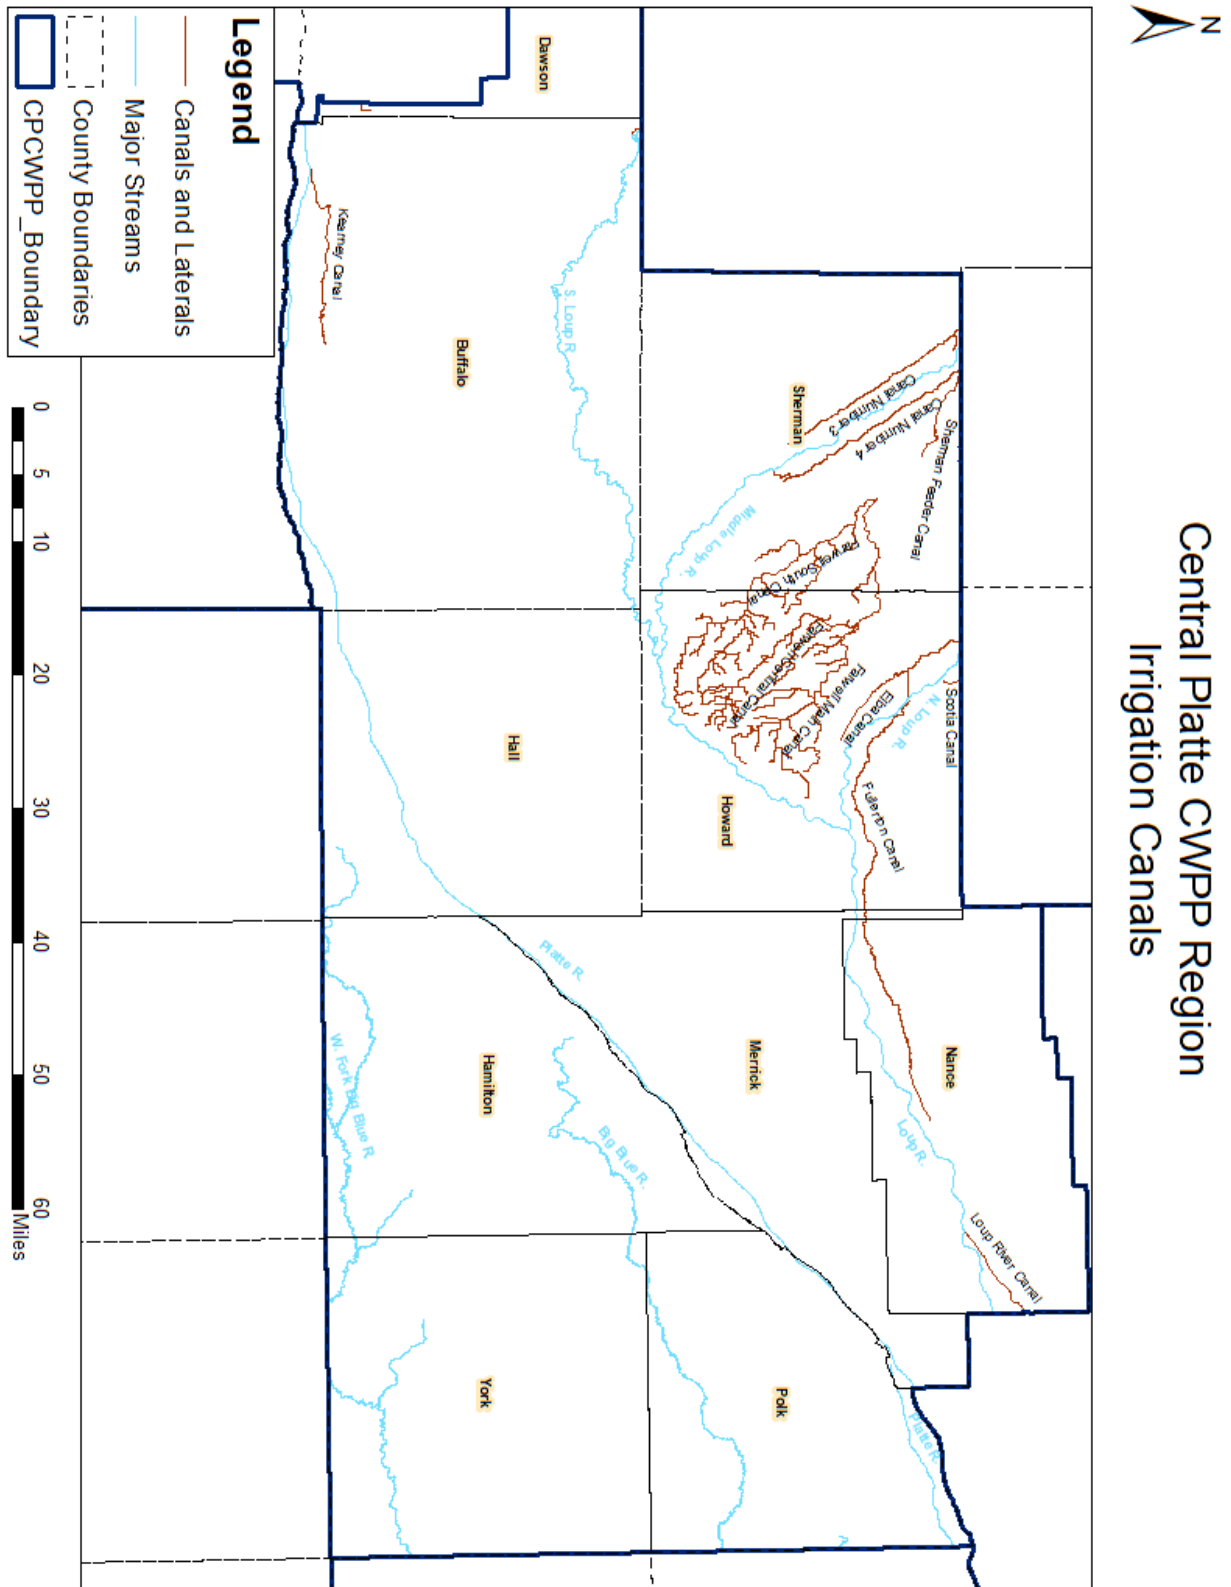 Central Platte CWPP Region
Irrigation Canals
N
Sherman Feeder Canal
Scotia Canal
Canal Number 4
Canal Number 3
N. Loup R.
Elba Canal
Fullerton Canal
Nance
Loup R.
Loup River Canal
Sherman
Farwell South Canal
Farwell Main Canal
Farwell Central Canal
Middle Loup R.
Howard
Merrick
Polk
Platte R.
S. Loup R.
Dawson
Buffalo
Hall
Platte R.
Big Blue R.
Hamilton
York
Kearney Canal
W. Fork Big Blue R.
Legend
Canals and Laterals
Major Streams
County Boundaries
CPCWPP_Boundary
0 5 10 20 30 40 50 60
Miles